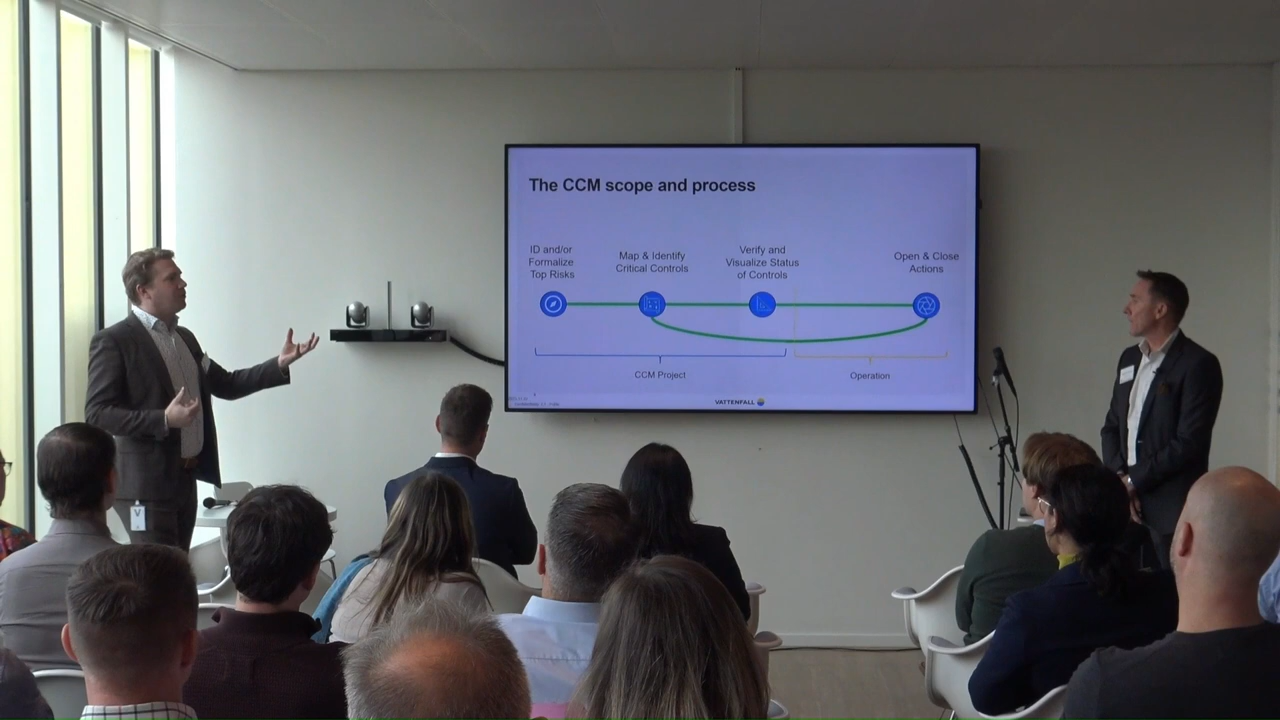 The CCM scope and process
ID and/or
Formalize
Top Risks
Map & Identify
Critical Controls
Verify and
Visualize Status
of Controls
Open & Close
Actions
CCM Project
Operation
VATTENFALL
V